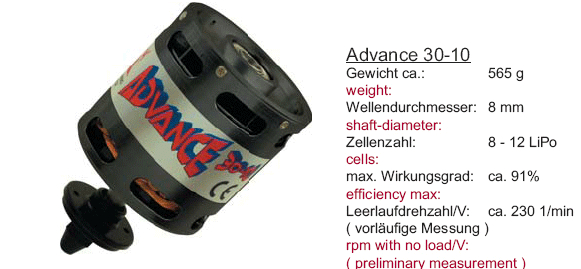 ADVANCE 30-10
CE
Advance 30-10
Gewicht ca.: 565 g
weight:
Wellendurchmesser: 8 mm
shaft-diameter:
Zellenzahl: 8 - 12 LiPo
cells:
max. Wirkungsgrad: ca. 91%
efficiency max:
Leerlaufdrehzahl/V: ca. 230 1/min
( vorläufige Messung )
rpm with no load/V:
( preliminary measurement )